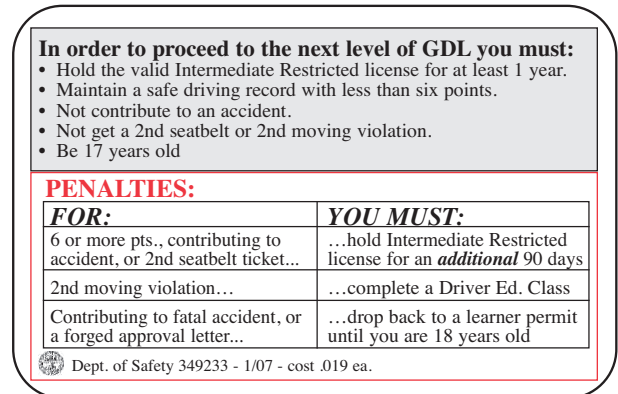 In order to proceed to the next level of GDL you must:
• Hold the valid Intermediate Restricted license for at least 1 year.
• Maintain a safe driving record with less than six points.
• Not contribute to an accident.
• Not get a 2nd seatbelt or 2nd moving violation.
• Be 17 years old
PENALTIES:
FOR:
YOU MUST:
6 or more pts., contributing to
accident, or 2nd seatbelt ticket...
…hold Intermediate Restricted
license for an additional 90 days
2nd moving violation…
…complete a Driver Ed. Class
Contributing to fatal accident, or
a forged approval letter...
…drop back to a learner permit
until you are 18 years old
Dept. of Safety 349233 - 1/07 - cost .019 ea.